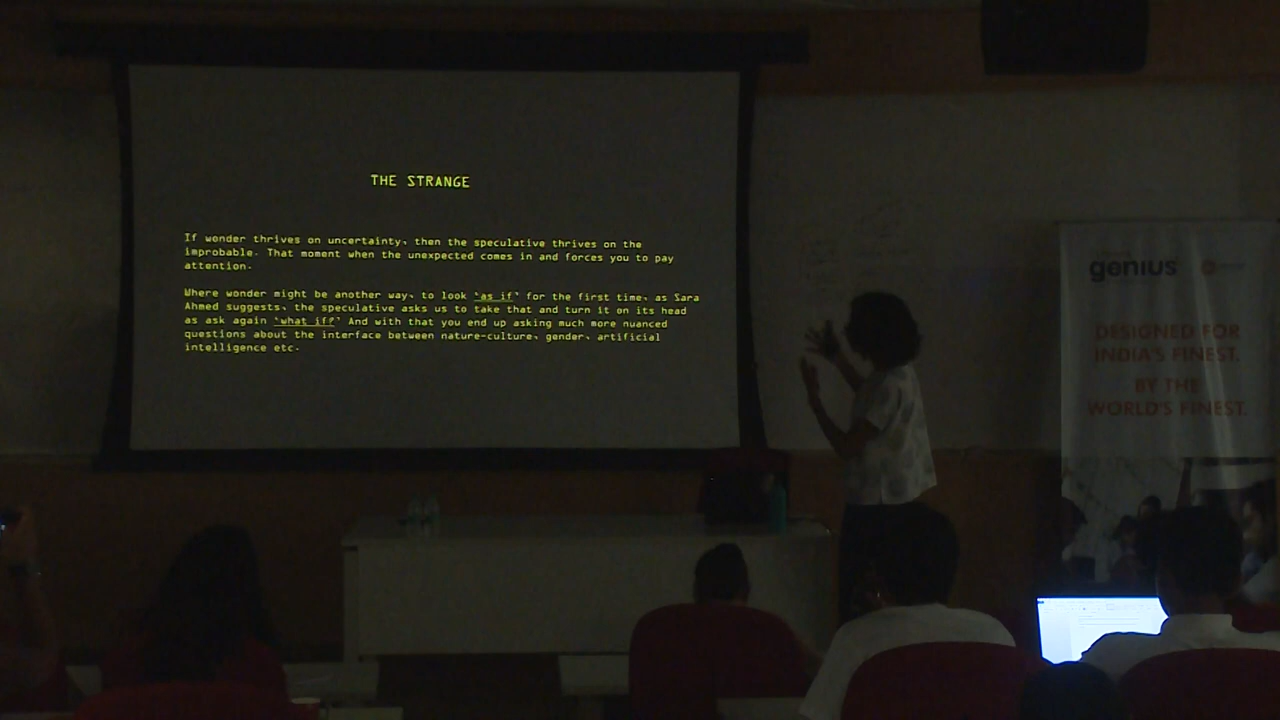 THE STRANGE
If wonder thrives on uncertainty, then the speculative thrives on the
improbable. That moment when the unexpected comes in and forces you to pay
attention.
Where wonder might be another way, to look 'as if' for the first time, as Sara
Ahmed suggests, the speculative asks us to take that and turn it on its head
as ask again 'what if?' And with that you end up asking much more nuanced
questions about the interface between nature-culture, gender, artificial
intelligence etc.
genius
DESIGNED FOR
INDIA'S FINEST.
BY THE
WORLD'S FINEST.